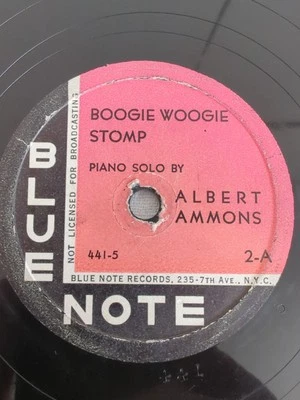 BOOGIE WOOGIE
STOMP
PIANO SOLO BY
ALBERT
AMMONS
NOT LICENSED FOR BROADCASTING
441-5
2-A
BLUE NOTE RECORDS, 235-7TH AVE., N.Y.C.
BLUE
NOTE